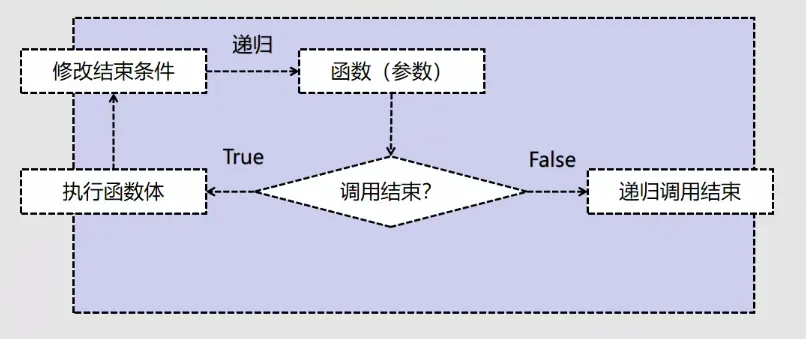 递归
修改结束条件
函数（参数）
True
False
执行函数体
调用结束?
递归调用结束